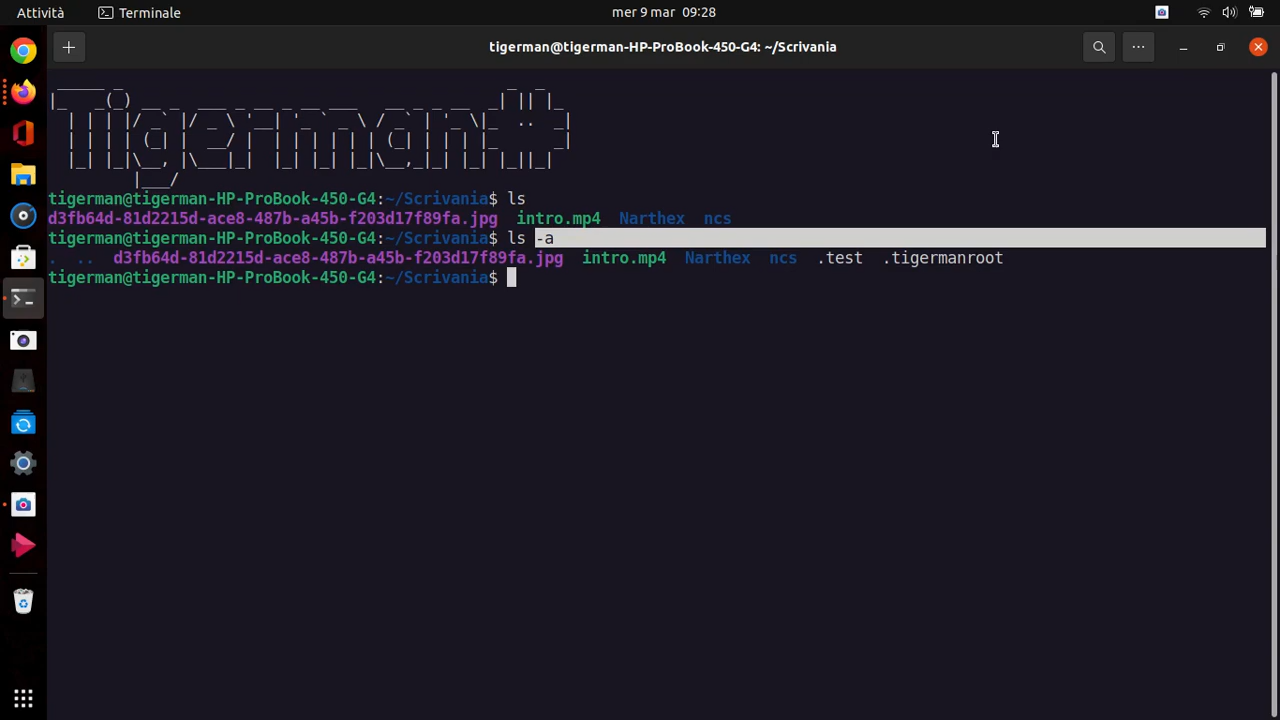 Attività Terminale mer 9 mar 09:28
tigerman@tigerman-HP-ProBook-450-G4: ~/Scrivania
Tigerman#
tigerman@tigerman-HP-ProBook-450-G4:~/Scrivania$ ls
d3fb64d-81d2215d-ace8-487b-a45b-f203d17f89fa.jpg intro.mp4 Narthex ncs
tigerman@tigerman-HP-ProBook-450-G4:~/Scrivania$ ls -a
. .. d3fb64d-81d2215d-ace8-487b-a45b-f203d17f89fa.jpg intro.mp4 Narthex ncs .test .tigermanroot
tigerman@tigerman-HP-ProBook-450-G4:~/Scrivania$